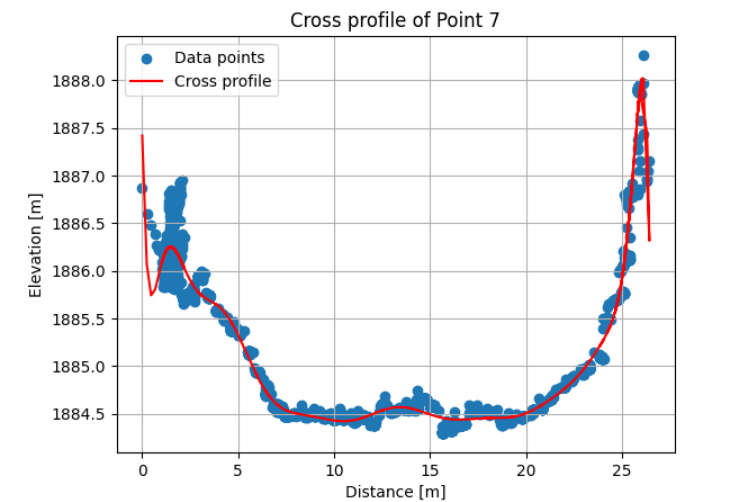 Cross profile of Point 7
Data points
Cross profile
Elevation [m]
1888.0
1887.5
1887.0
1886.5
1886.0
1885.5
1885.0
1884.5
0 5 10 15 20 25
Distance [m]